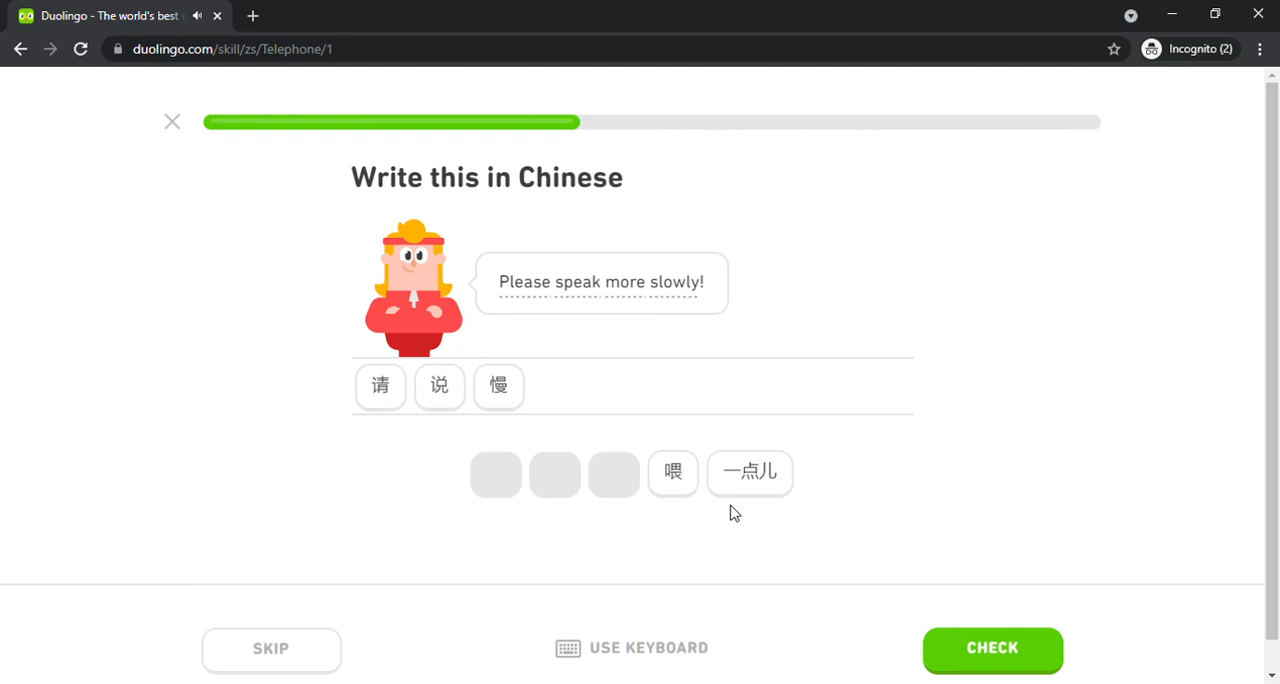 Duolingo - The world's best
duolingo.com/skill/zs/Telephone/1
Incognito (2)
Write this in Chinese
Please speak more slowly!
请 说 慢
喂 一点儿
SKIP
USE KEYBOARD
CHECK